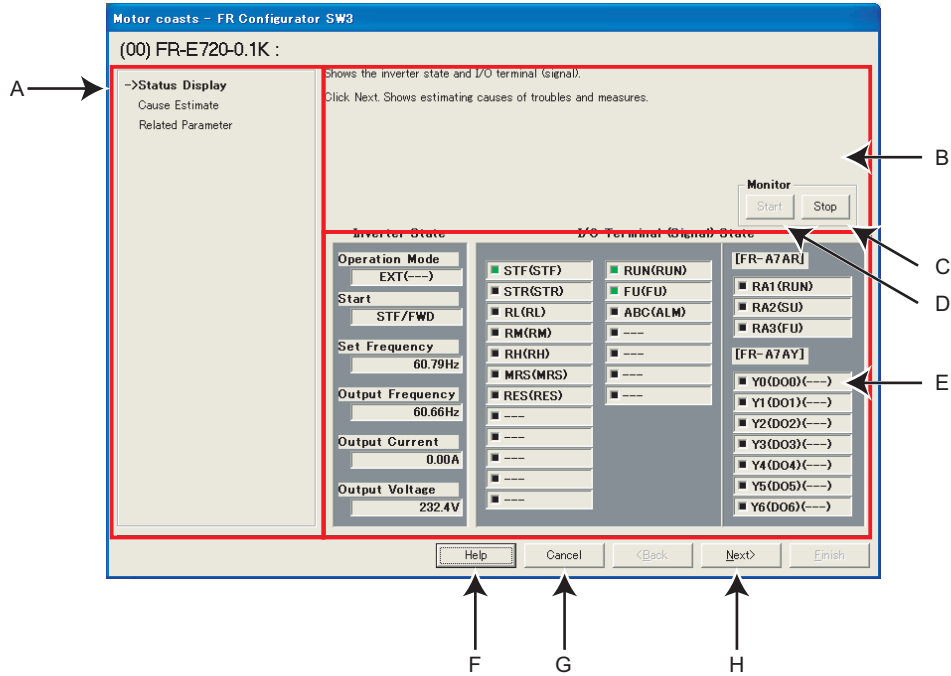 Motor coasts - FR Configurator SW3
(00) FR-E720-0.1K :
->Status Display
Cause Estimate
Related Parameter
Shows the inverter state and I/O terminal (signal).
Click Next. Shows estimating causes of troubles and measures.
Monitor
Start
Stop
Inverter State
I/O Terminal (Signal) State
Operation Mode
EXT(---)
Start
STF/FWD
Set Frequency
60.79Hz
Output Frequency
60.66Hz
Output Current
0.00A
Output Voltage
232.4V
STF(STF)
STR(STR)
RL(RL)
RM(RM)
RH(RH)
MRS(MRS)
RES(RES)
---
---
---
---
---
RUN(RUN)
FU(FU)
ABC(ALM)
---
---
---
---
[FR-A7AR]
RA1(RUN)
RA2(SU)
RA3(FU)
[FR-A7AY]
Y0(DO0)(---)
Y1(DO1)(---)
Y2(DO2)(---)
Y3(DO3)(---)
Y4(DO4)(---)
Y5(DO5)(---)
Y6(DO6)(---)
Help
Cancel
<Back
Next>
Finish
A
B
C
D
E
F
G
H